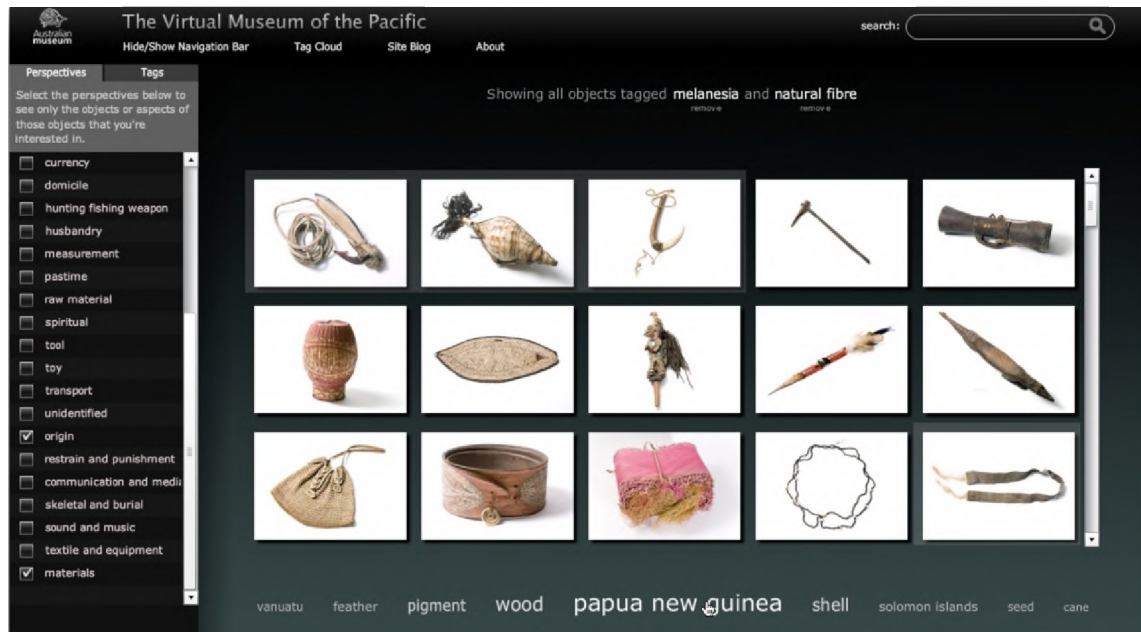 Australian
museum
The Virtual Museum of the Pacific
Hide/Show Navigation Bar Tag Cloud Site Blog About
search:
Perspectives Tags
Select the perspectives below to
see only the objects or aspects of
those objects that you're
interested in.
currency
domicile
hunting fishing weapon
husbandry
measurement
pastime
raw material
spiritual
tool
toy
transport
unidentified
origin
restrain and punishment
communication and media
skeletal and burial
sound and music
textile and equipment
materials
Showing all objects tagged melanesia and natural fibre
remove remove
vanuatu feather pigment wood papua new guinea shell solomon islands seed cane